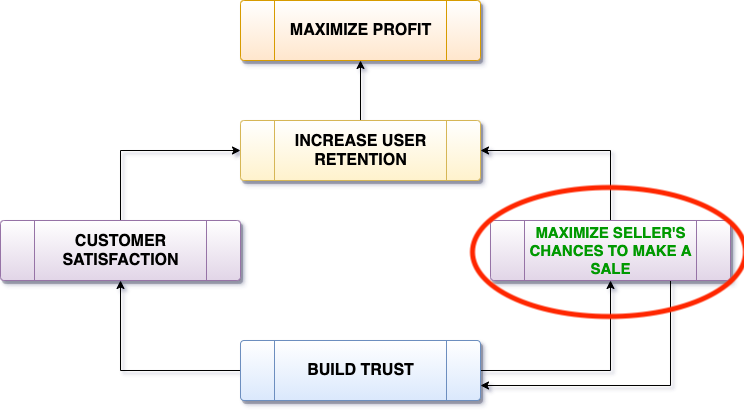 MAXIMIZE PROFIT
INCREASE USER
RETENTION
CUSTOMER
SATISFACTION
MAXIMIZE SELLER'S
CHANCES TO MAKE A
SALE
BUILD TRUST